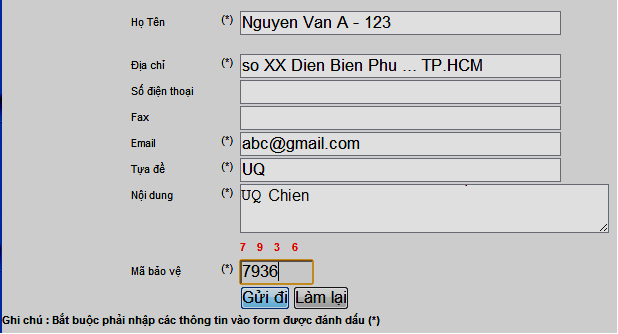 Họ Tên (*) Nguyen Van A - 123
Địa chỉ (*) so XX Dien Bien Phu ... TP.HCM
Số điện thoại
Fax
Email (*) abc@gmail.com
Tựa đề (*) UQ
Nội dung (*) UQ Chien
7 9 3 6
Mã bảo vệ (*) 7936
Gửi đi Làm lại
Ghi chú : Bắt buộc phải nhập các thông tin vào form được đánh dấu (*)